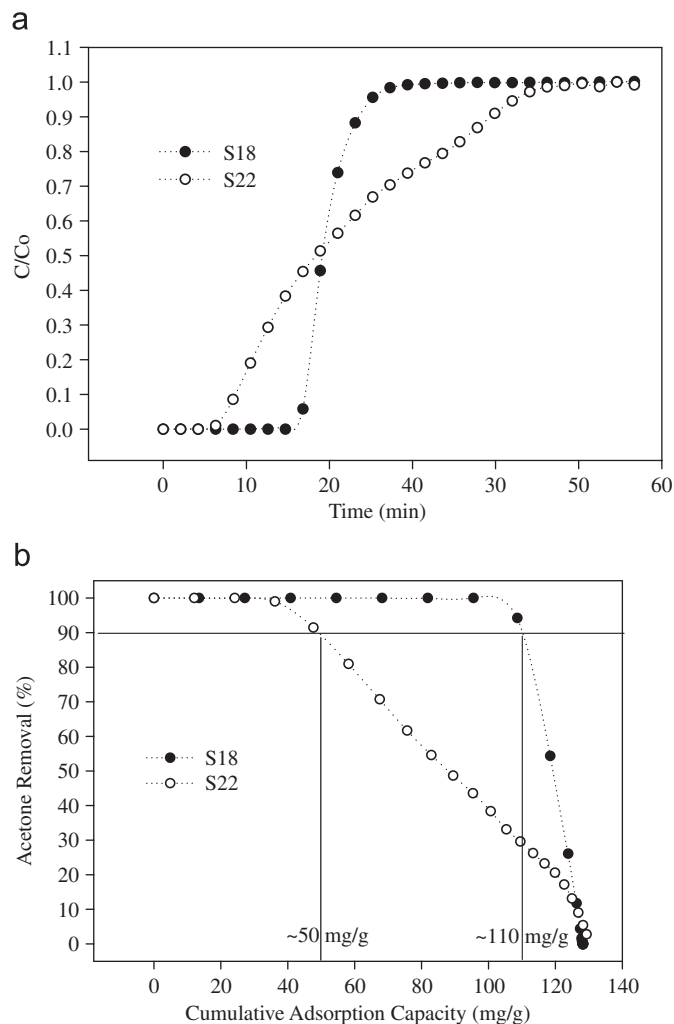 a
1.1
1.0
0.9
0.8
0.7
0.6
0.5
0.4
0.3
0.2
0.1
0.0
C/Co
S18
S22
0 10 20 40 30 50 60
Time (min)
b
100
90
80
70
60
50
40
30
20
10
0
Acetone Removal (%)
S18
S22
~50 mg/g ~110 mg/g
0 20 40 60 80 100 120 140
Cumulative Adsorption Capacity (mg/g)